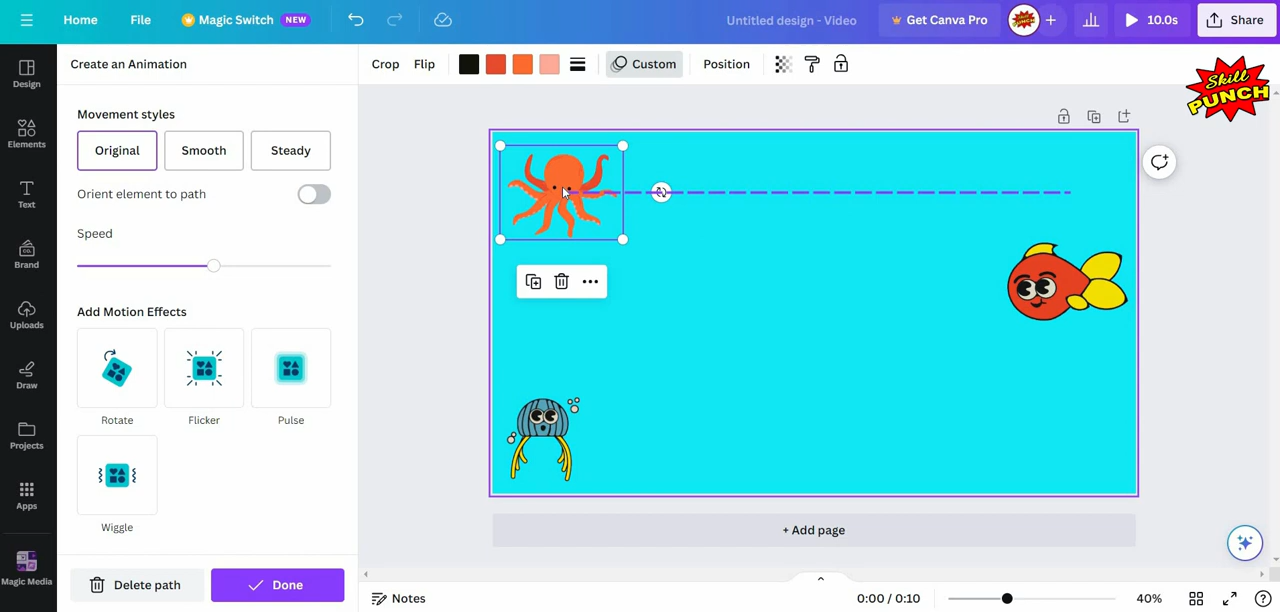 Home File Magic Switch NEW Untitled design - Video Get Canva Pro 10.0s Share
Design
Elements
Text
Brand
Uploads
Draw
Projects
Apps
Magic Media
Create an Animation
Movement styles
Original Smooth Steady
Orient element to path
Speed
Add Motion Effects
Rotate Flicker Pulse
Wiggle
Delete path Done
Crop Flip Custom Position
Skill
PUNCH
+ Add page
Notes 0:00 / 0:10 40%